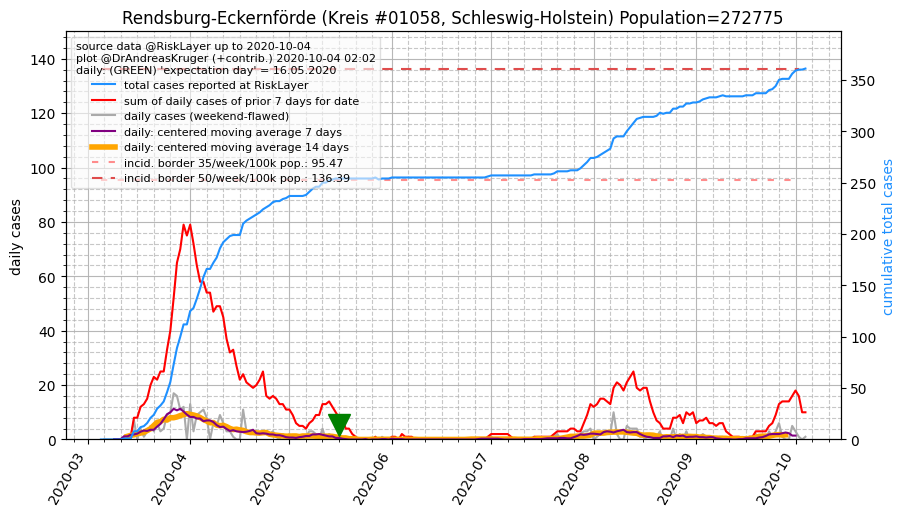 Rendsburg-Eckernförde (Kreis #01058, Schleswig-Holstein) Population=272775
source data @RiskLayer up to 2020-10-04
plot @DrAndreasKruger (+contrib.) 2020-10-04 02:02
daily: (GREEN) 'expectation day' = 16.05.2020
total cases reported at RiskLayer
sum of daily cases of prior 7 days for date
daily cases (weekend-flawed)
daily: centered moving average 7 days
daily: centered moving average 14 days
incid. border 35/week/100k pop.: 95.47
incid. border 50/week/100k pop.: 136.39
daily cases
0
20
40
60
80
100
120
140
cumulative total cases
0
50
100
150
200
250
300
350
2020-03
2020-04
2020-05
2020-06
2020-07
2020-08
2020-09
2020-10